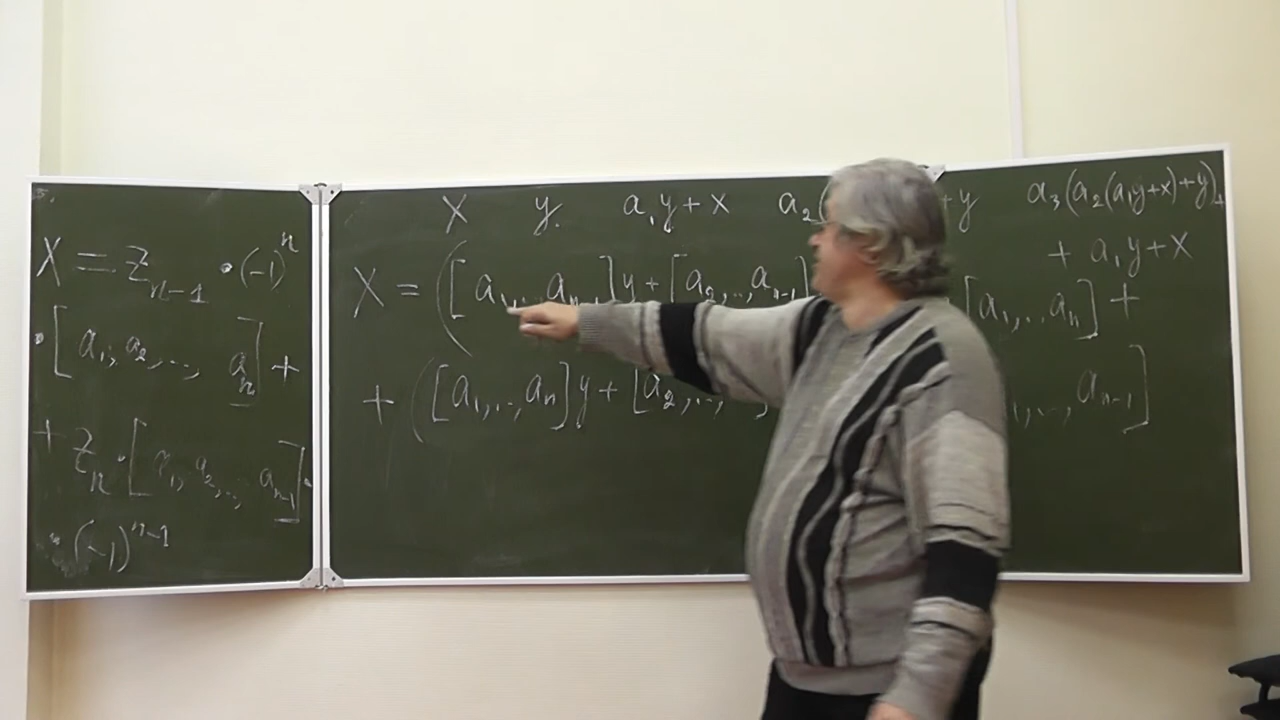 X = z_{n-1} · (-1)^n
· [a_1, a_2, .., a_n] +
+ z_n · [a_1, a_2, .., a_{n-1}] ·
(-1)^{n-1}
X y a_1y+x a_2( +y a_3(a_2(a_1y+x)+y)+
+ a_1y+x
X = ([a_1, .. a_{n-1}]y+[a_2, .., a_{n-1}] [a_1, .. a_n] +
+ ([a_1, .., a_n]y+[a_2, .., , .., a_{n-1}]